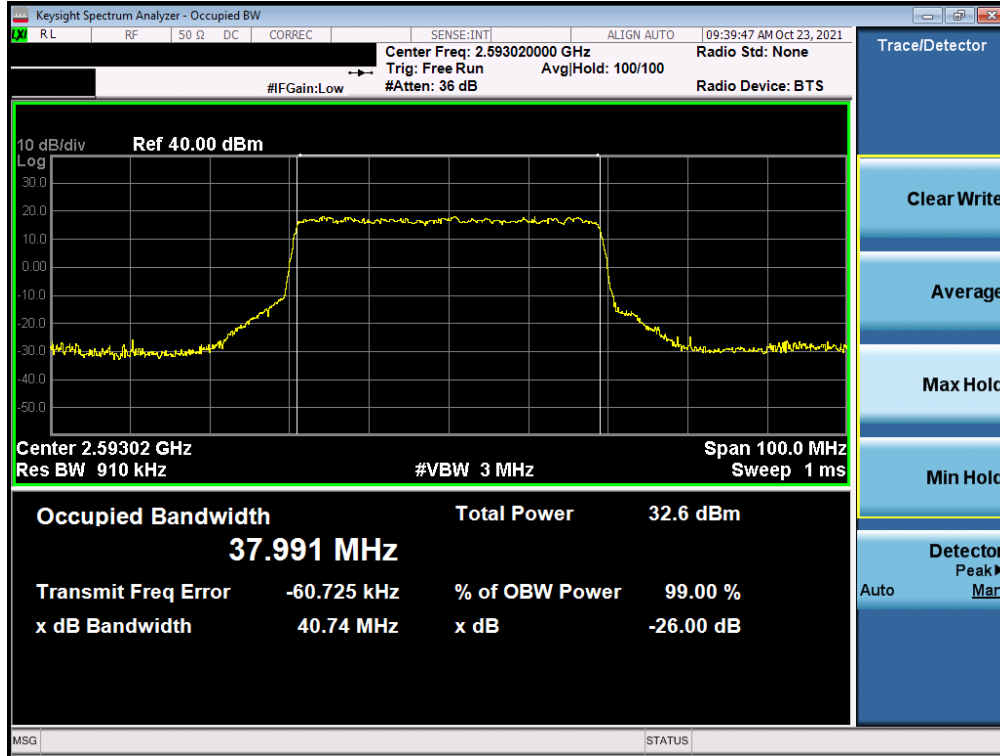 Keysight Spectrum Analyzer - Occupied BW
LXI RL RF 50 Ω DC CORREC SENSE:INT ALIGN AUTO 09:39:47 AM Oct 23, 2021
Center Freq: 2.593020000 GHz Radio Std: None
Trig: Free Run Avg|Hold: 100/100
#IFGain:Low #Atten: 36 dB Radio Device: BTS
10 dB/div Ref 40.00 dBm
Log
30.0
20.0
10.0
0.00
-10.0
-20.0
-30.0
-40.0
-50.0
Center 2.59302 GHz Span 100.0 MHz
Res BW 910 kHz #VBW 3 MHz Sweep 1 ms
Occupied Bandwidth Total Power 32.6 dBm
37.991 MHz
Transmit Freq Error -60.725 kHz % of OBW Power 99.00 %
x dB Bandwidth 40.74 MHz x dB -26.00 dB
MSG STATUS
Trace/Detector
Clear Write
Average
Max Hold
Min Hold
Detector
Peak
Auto Man